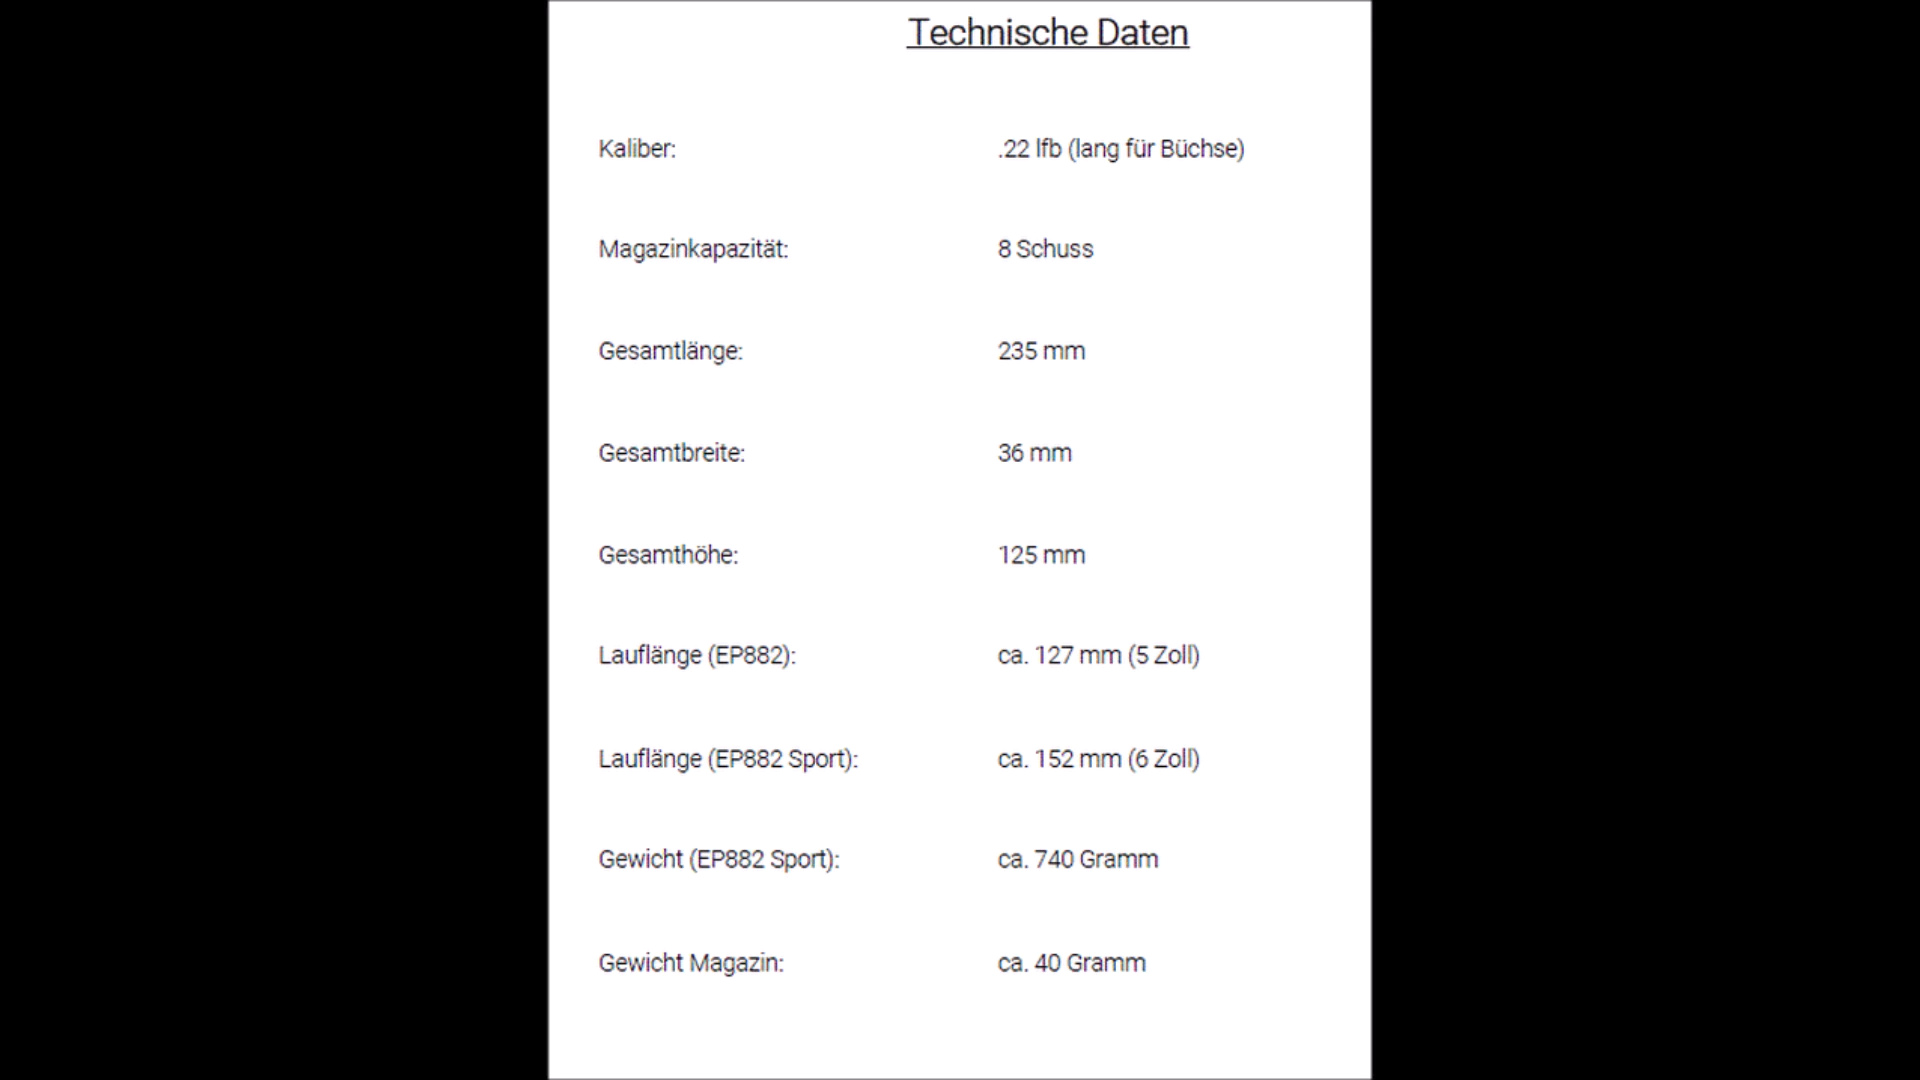 Technische Daten
Kaliber: .22 lfb (lang für Büchse)
Magazinkapazität: 8 Schuss
Gesamtlänge: 235 mm
Gesamtbreite: 36 mm
Gesamthöhe: 125 mm
Lauflänge (EP882): ca. 127 mm (5 Zoll)
Lauflänge (EP882 Sport): ca. 152 mm (6 Zoll)
Gewicht (EP882 Sport): ca. 740 Gramm
Gewicht Magazin: ca. 40 Gramm